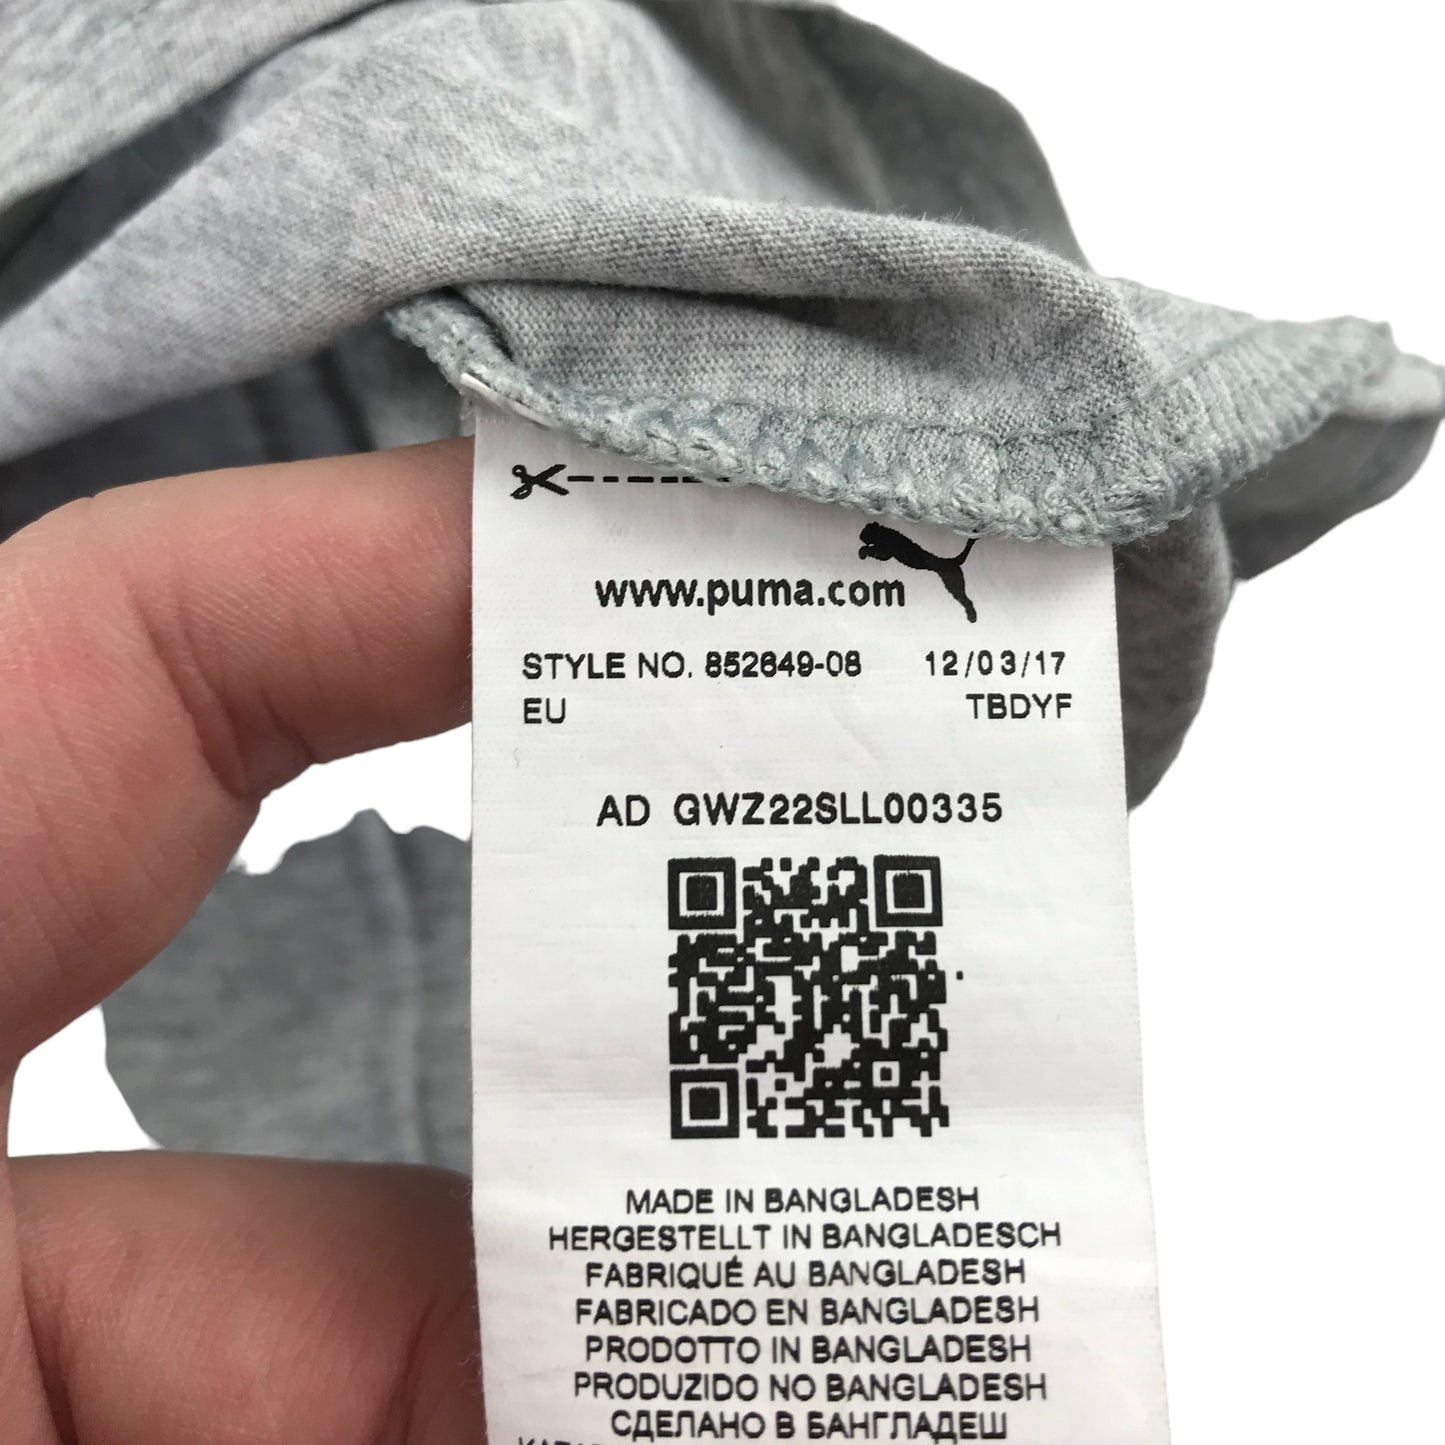 www.puma.com
STYLE NO. 852649-08 12/03/17
EU TBDYF
AD GWZ22SLL00335
MADE IN BANGLADESH
HERGESTELLT IN BANGLADESCH
FABRIQUÉ AU BANGLADESH
FABRICADO EN BANGLADESH
PRODOTTO IN BANGLADESH
PRODUZIDO NO BANGLADESH
СДЕЛАНО В БАНГЛАДЕШ